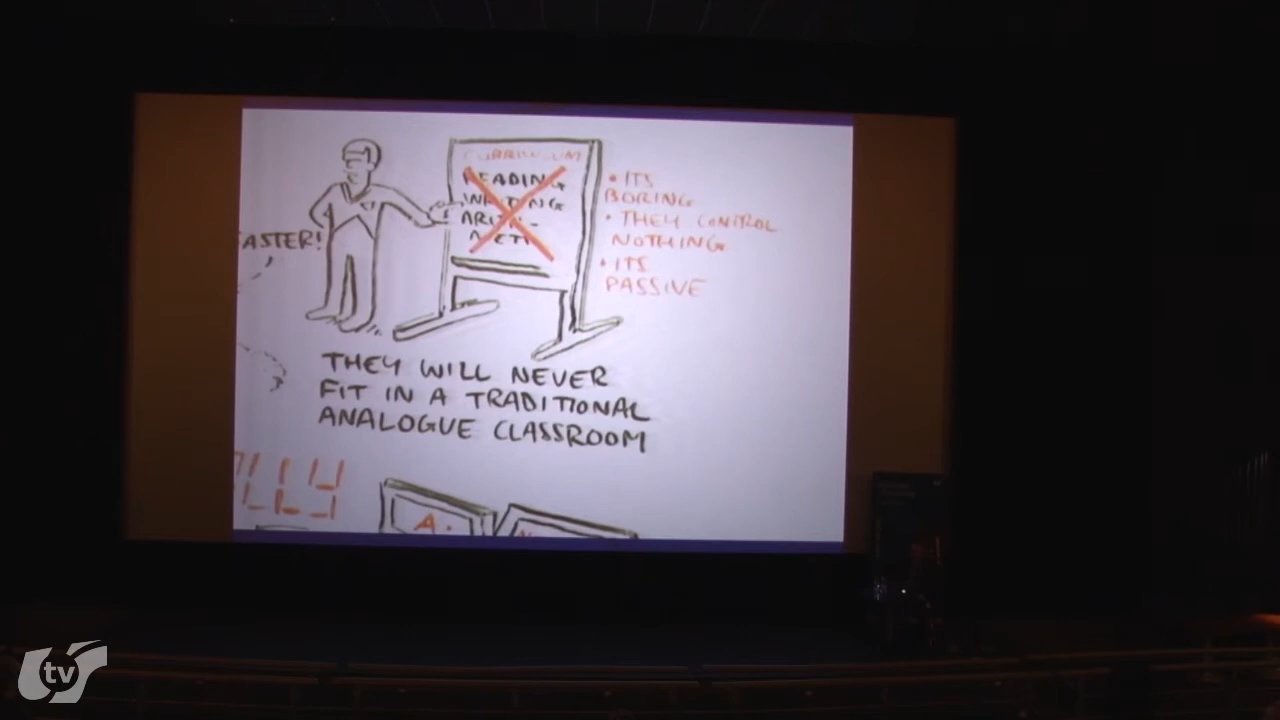 CURRICULUM
READING
WRITING
ARITH-
METI
• ITS
BORING
• THEY CONTROL
NOTHING
• ITS
PASSIVE
ASTER!
THEY WILL NEVER
FIT IN A TRADITIONAL
ANALOGUE CLASSROOM
A.
tv